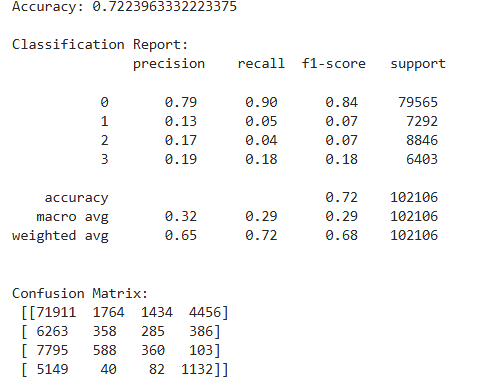 Accuracy: 0.7223963332223375
Classification Report:
precision recall f1-score support
0 0.79 0.90 0.84 79565
1 0.13 0.05 0.07 7292
2 0.17 0.04 0.07 8846
3 0.19 0.18 0.18 6403
accuracy 0.72 102106
macro avg 0.32 0.29 0.29 102106
weighted avg 0.65 0.72 0.68 102106
Confusion Matrix:
[[71911 1764 1434 4456]
[ 6263 358 285 386]
[ 7795 588 360 103]
[ 5149 40 82 1132]]